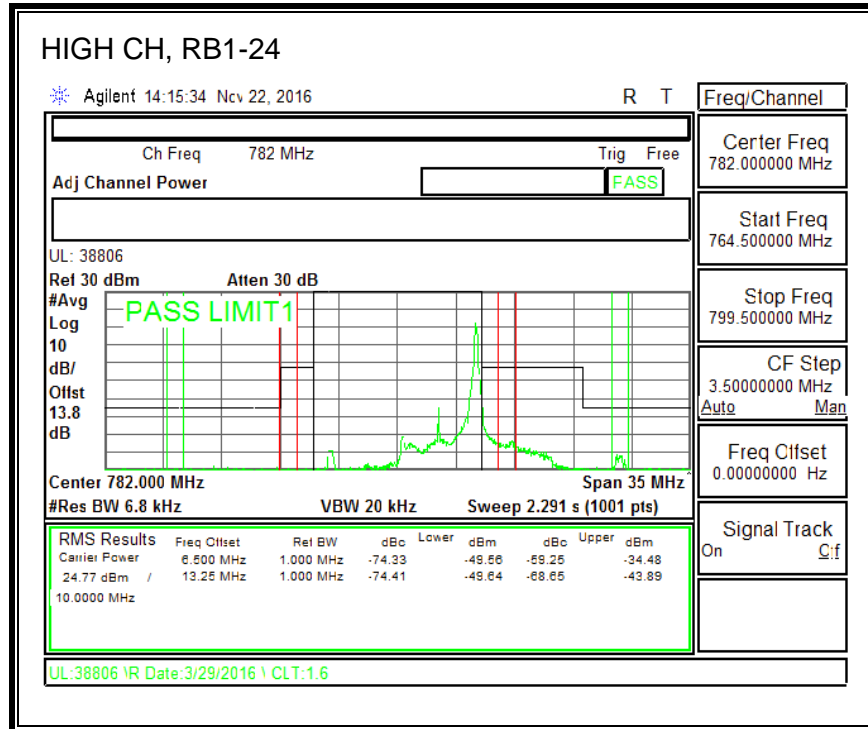 HIGH CH, RB1-24
Agilent 14:15:34 Nov 22, 2016 R T
Ch Freq 782 MHz Trig Free
Adj Channel Power PASS
UL: 38806
Ref 30 dBm Atten 30 dB
#Avg
Log
10
dB/
Offst
13.8
dB
PASS LIMIT1
Center 782.000 MHz Span 35 MHz
#Res BW 6.8 kHz VBW 20 kHz Sweep 2.291 s (1001 pts)
RMS Results Freq Offset Ref BW dBc Lower dBm dBc Upper dBm
Carrier Power 6.500 MHz 1.000 MHz -74.33 -49.56 -59.25 -34.48
24.77 dBm / 13.25 MHz 1.000 MHz -74.41 -49.64 -68.65 -43.89
10.0000 MHz
UL:38806 \R Date:3/29/2016 \ CLT:1.6
Freq/Channel
Center Freq
782.000000 MHz
Start Freq
764.500000 MHz
Stop Freq
799.500000 MHz
CF Step
3.50000000 MHz
Auto Man
Freq Offset
0.00000000 Hz
Signal Track
On Off